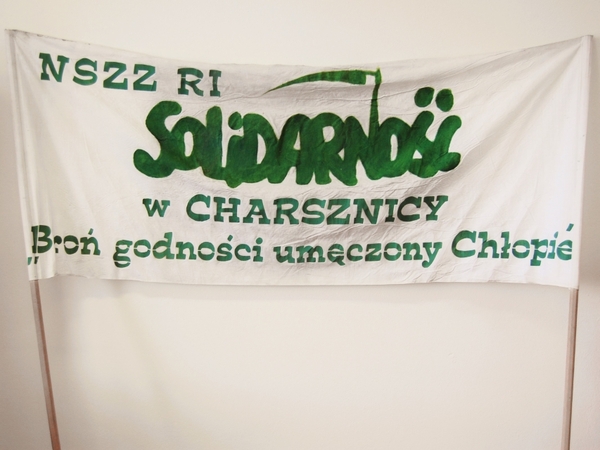 NSZZ RI
SOLiDARNOŚĆ
w CHARSZNICY
„Broń godności umęczony Chłopie